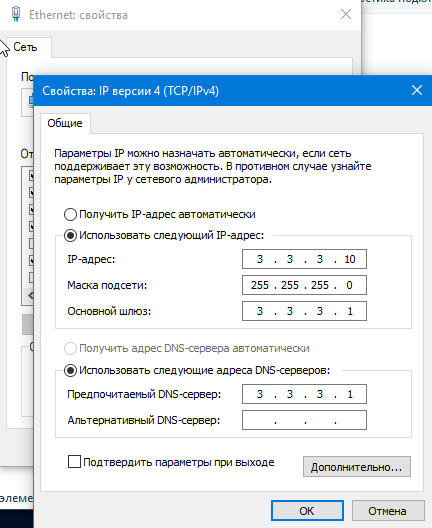 Ethernet: свойства
Сеть
Свойства: IP версии 4 (TCP/IPv4)
Общие
Параметры IP можно назначать автоматически, если сеть
поддерживает эту возможность. В противном случае узнайте
параметры IP у сетевого администратора.
Получить IP-адрес автоматически
Использовать следующий IP-адрес:
IP-адрес: 3 . 3 . 3 . 10
Маска подсети: 255 . 255 . 255 . 0
Основной шлюз: 3 . 3 . 3 . 1
Получить адрес DNS-сервера автоматически
Использовать следующие адреса DNS-серверов:
Предпочитаемый DNS-сервер: 3 . 3 . 3 . 1
Альтернативный DNS-сервер: . . .
Подтвердить параметры при выходе
Дополнительно...
ОК Отмена